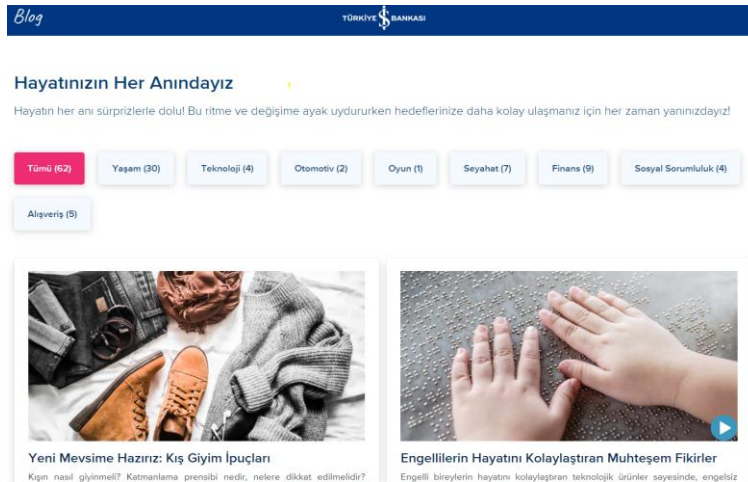 Blog
TÜRKİYE İŞ BANKASI
Hayatınızın Her Anındayız
Hayatın her anı sürprizlerle dolu! Bu ritme ve değişime ayak uydururken hedeflerinize daha kolay ulaşmanız için her zaman yanınızdayız!
Tümü (62)
Yaşam (30)
Teknoloji (4)
Otomotiv (2)
Oyun (1)
Seyahat (7)
Finans (9)
Sosyal Sorumluluk (4)
Alışveriş (5)
Yeni Mevsime Hazırız: Kış Giyim İpuçları
Kışın nasıl giyinmeli? Katmanlama prensibi nedir, nelere dikkat edilmelidir?
Engellilerin Hayatını Kolaylaştıran Muhteşem Fikirler
Engelli bireylerin hayatını kolaylaştıran teknolojik ürünler sayesinde, engelsiz